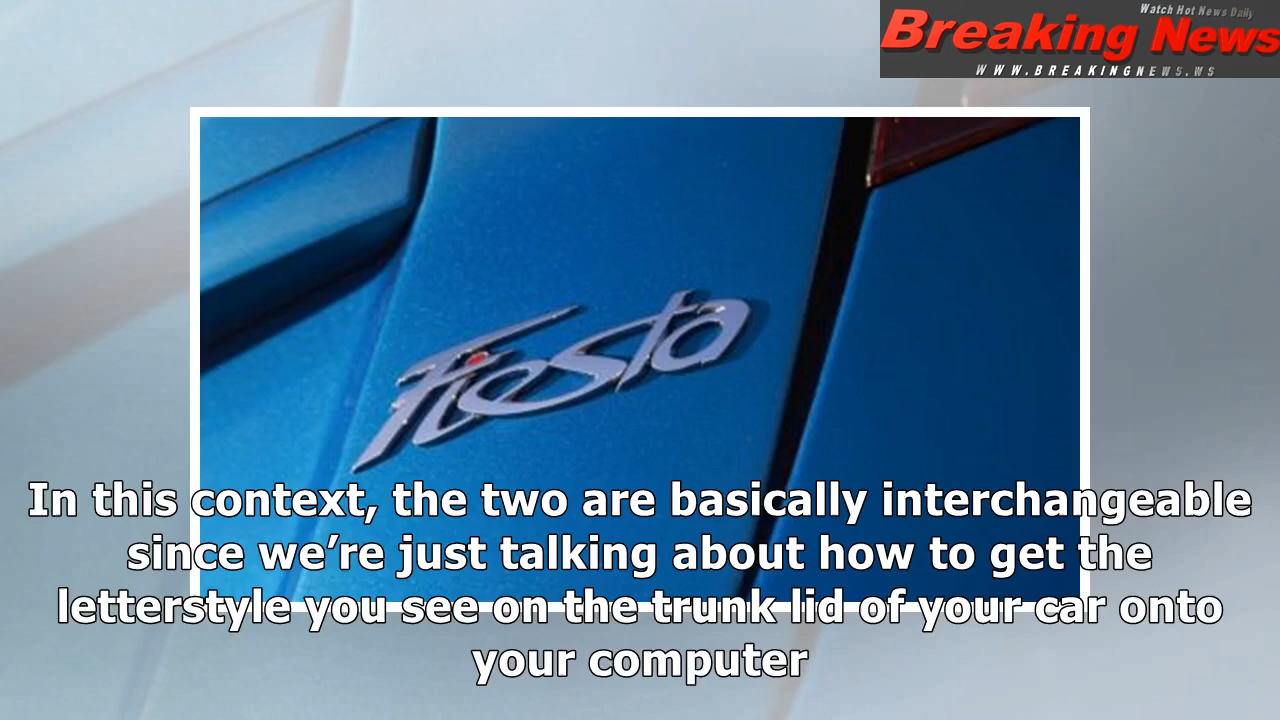 Watch Hot News Daily
Breaking News
WWW.BREAKINGNEWS.WS
Fiesta
In this context, the two are basically interchangeable
since we’re just talking about how to get the
letterstyle you see on the trunk lid of your car onto
your computer